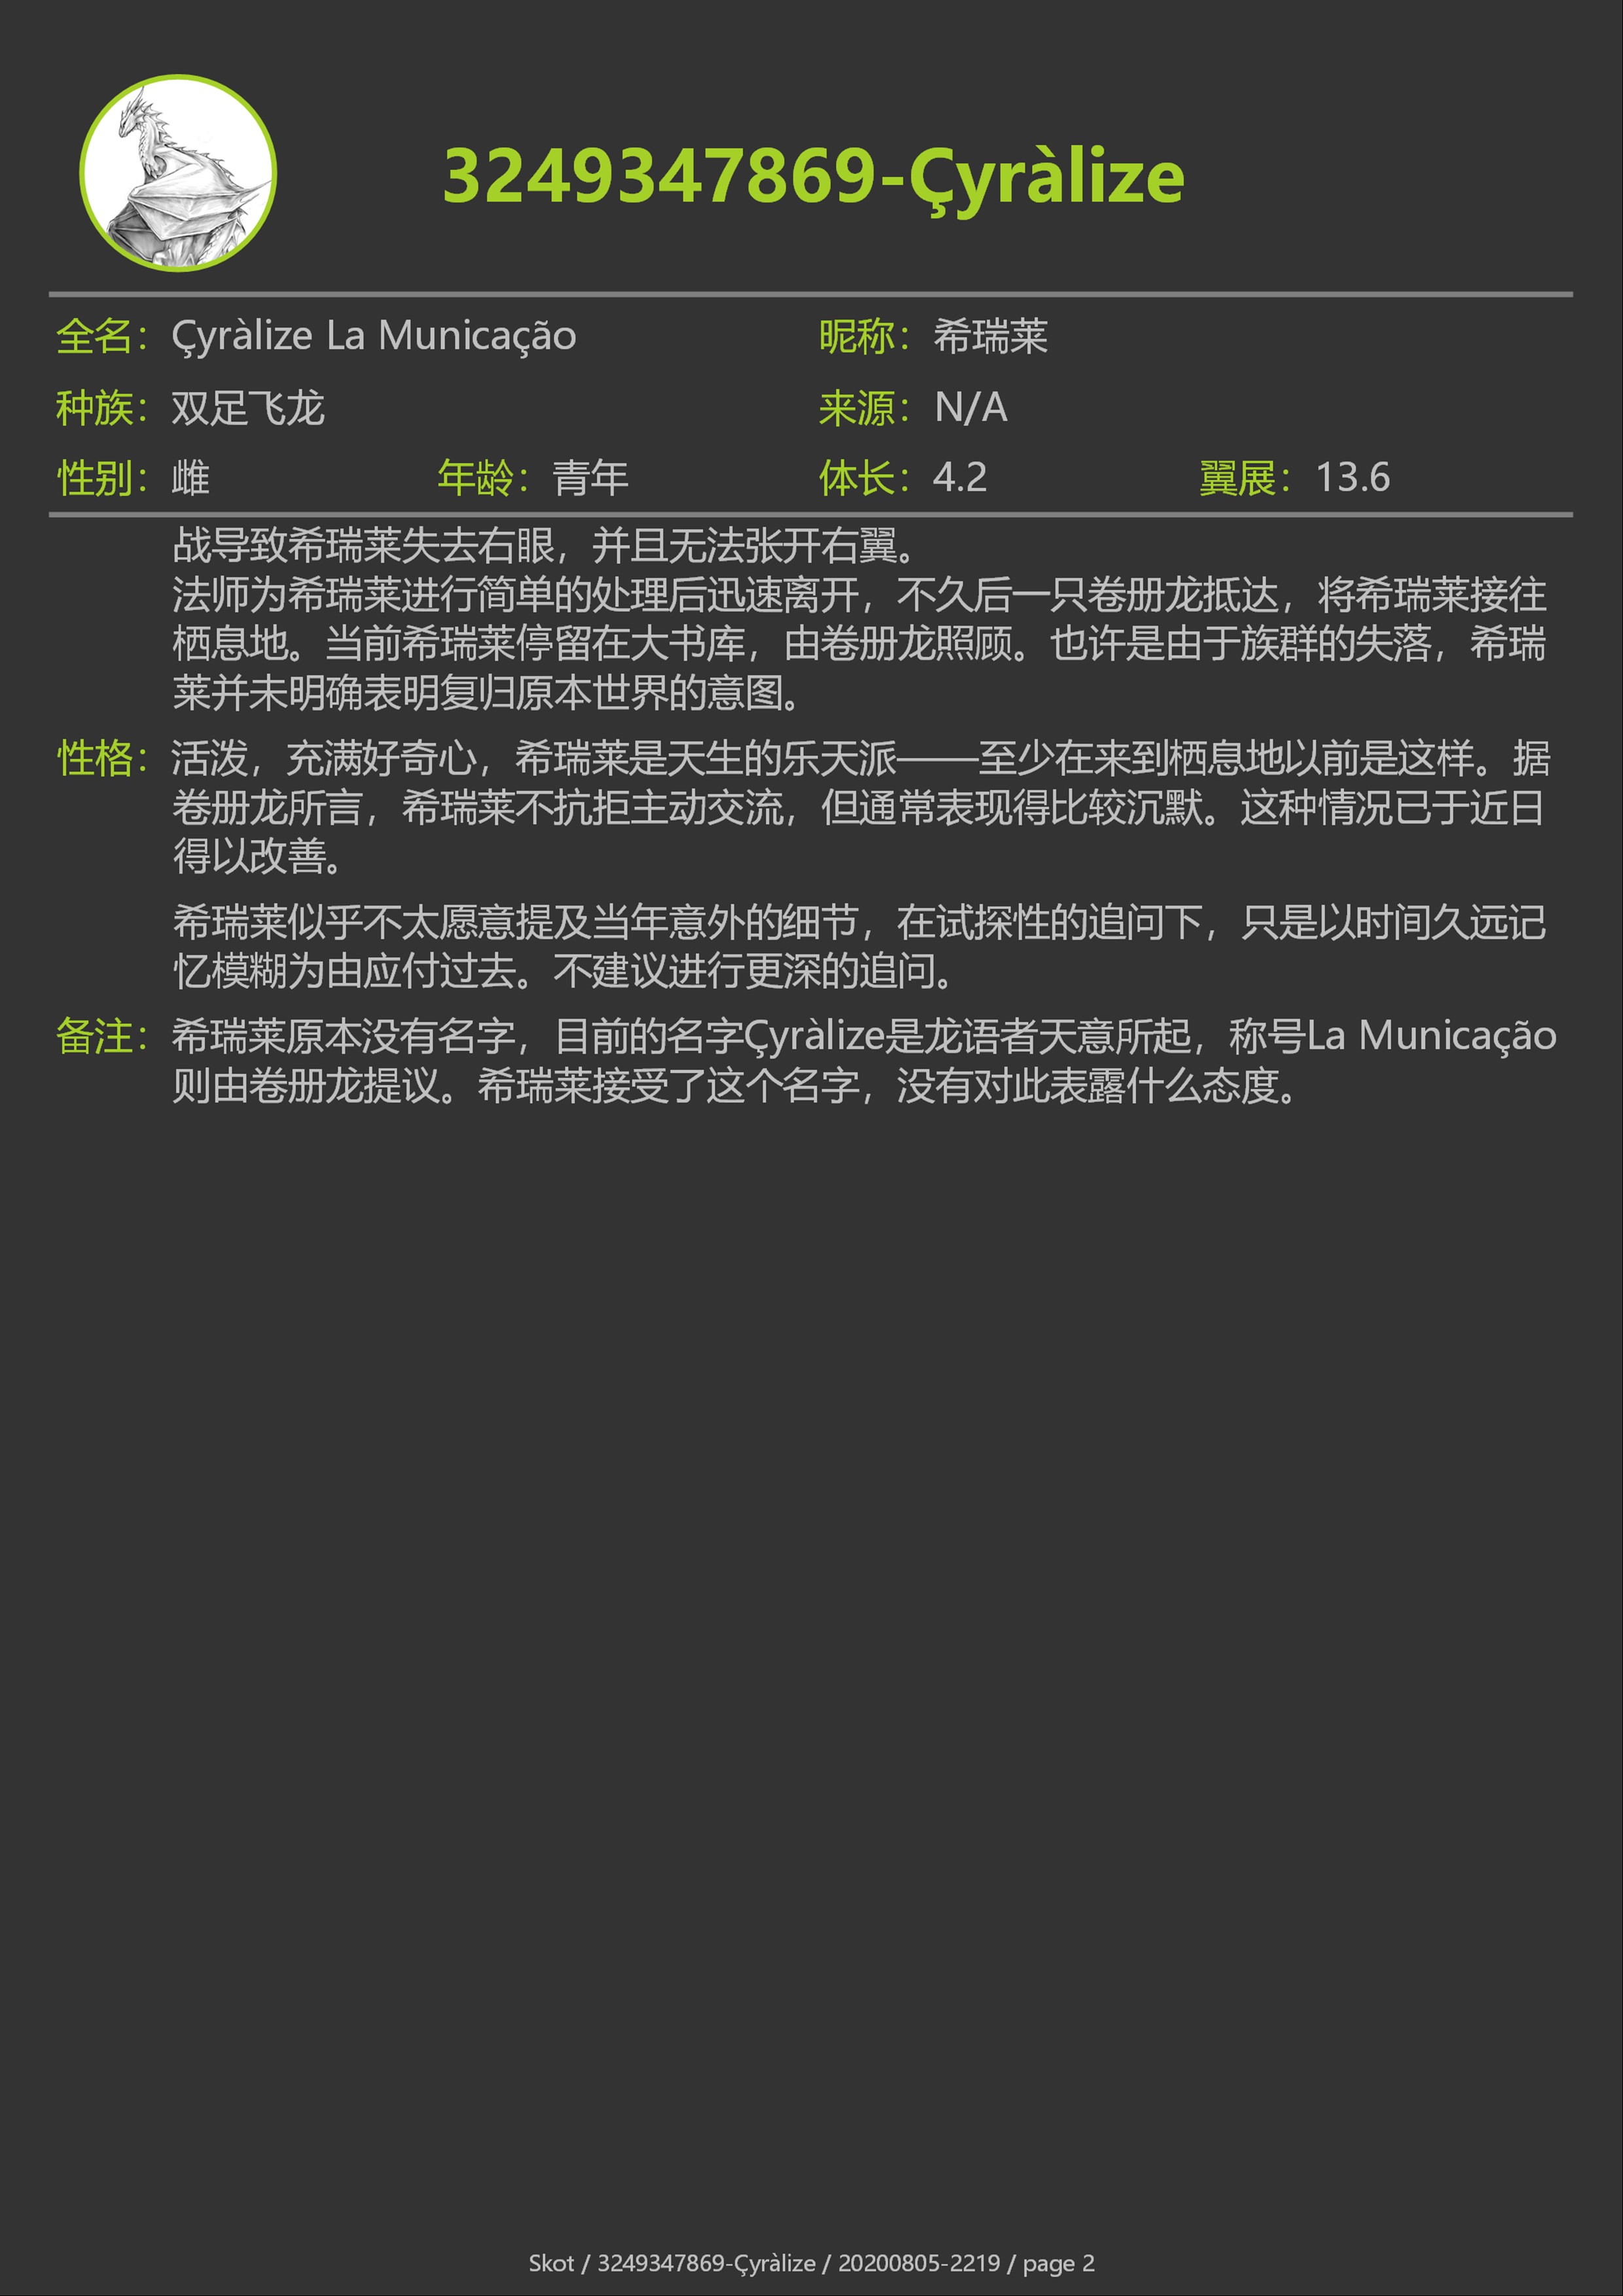 3249347869-Çyràlize
全名：Çyràlize La Municação 昵称：希瑞莱
种族：双足飞龙 来源：N/A
性别：雌 年龄：青年 体长：4.2 翼展：13.6
战导致希瑞莱失去右眼，并且无法张开右翼。
法师为希瑞莱进行简单的处理后迅速离开，不久后一只卷册龙抵达，将希瑞莱接往
栖息地。当前希瑞莱停留在大书库，由卷册龙照顾。也许是由于族群的失落，希瑞
莱并未明确表明复归原本世界的意图。
性格：活泼，充满好奇心，希瑞莱是天生的乐天派——至少在来到栖息地以前是这样。据
卷册龙所言，希瑞莱不抗拒主动交流，但通常表现得比较沉默。这种情况已于近日
得以改善。
希瑞莱似乎不太愿意提及当年意外的细节，在试探性的追问下，只是以时间久远记
忆模糊为由应付过去。不建议进行更深的追问。
备注：希瑞莱原本没有名字，目前的名字Çyràlize是龙语者天意所起，称号La Municação
则由卷册龙提议。希瑞莱接受了这个名字，没有对此表露什么态度。
Skot / 3249347869-Çyràlize / 20200805-2219 / page 2